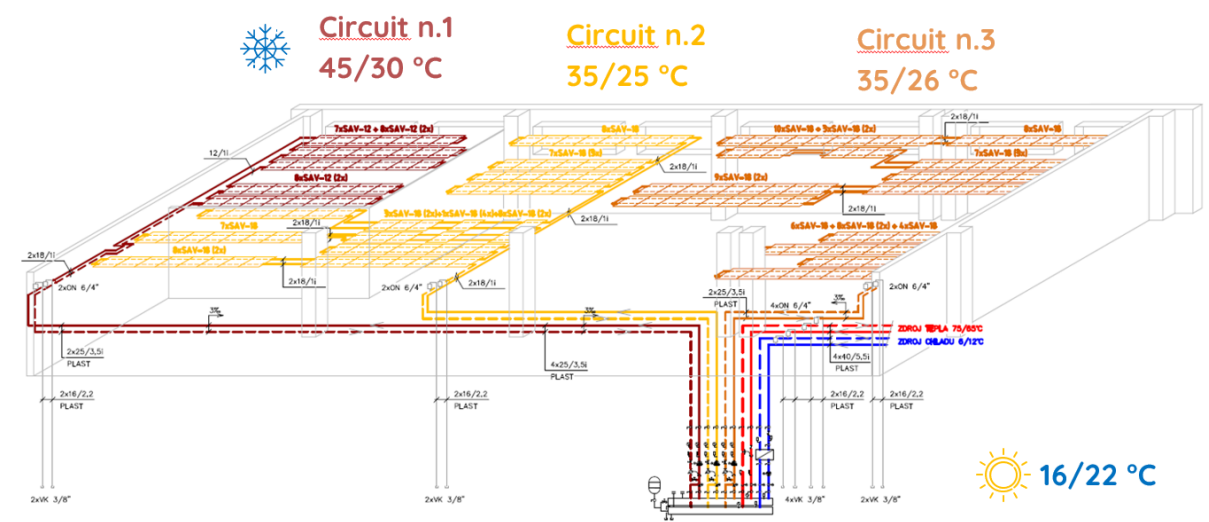 Circuit n.1
45/30 °C
Circuit n.2
35/25 °C
Circuit n.3
35/26 °C
7xSAV-12 + 8xSAV-12 (2x)
8xSAV-18
10xSAV-18 + 9xSAV-18 (2x)
2x18/1i
8xSAV-18
12/1i
7xSAV-18 (9x)
2x18/1i
7xSAV-18 (9x)
8xSAV-12 (2x)
9xSAV-18 (2x)
2x18/1i
7xSAV-18
2x18/1i
9xSAV-18 (2x)+1xSAV-18 (4x)+8xSAV-18 (2x)
2x18/1i
6xSAV-18 + 8xSAV-18 (2x) + 4xSAV-18
8xSAV-18 (2x)
2x18/1i
2x18/1i
2x18/1i
2xON 6/4"
2xON 6/4"
2xON 6/4"
2x25/3,5i
PLAST
4xON 6/4"
3‰
3‰
3‰
ZDROJ TEPLA 75/65°C
ZDROJ CHLADU 6/12°C
2x25/3,5i
PLAST
4x25/3,5i
PLAST
4x40/5,5i
PLAST
2x16/2,2
PLAST
2x16/2,2
PLAST
2x16/2,2
PLAST
2x16/2,2
PLAST
16/22 °C
2xVK 3/8"
2xVK 3/8"
4xVK 3/8"
2xVK 3/8"